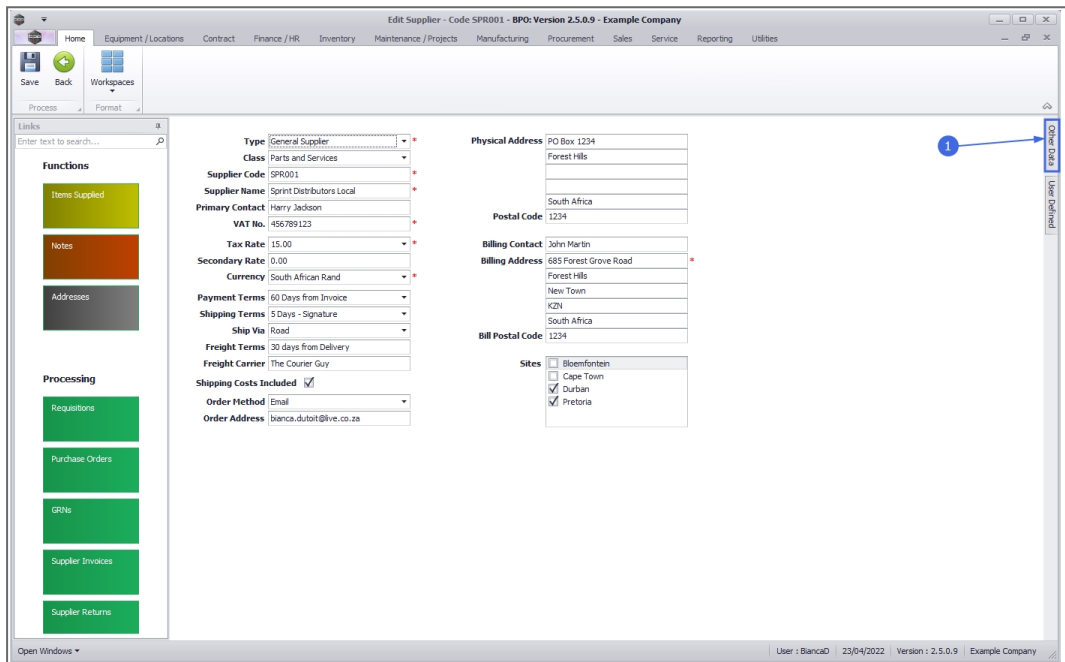 Edit Supplier - Code SPR001 - BPO: Version 2.5.0.9 - Example Company
Home Equipment / Locations Contract Finance / HR Inventory Maintenance / Projects Manufacturing Procurement Sales Service Reporting Utilities
Save Back Workspaces
Process Format
Links
Enter text to search...
Functions
Items Supplied
Notes
Addresses
Processing
Requisitions
Purchase Orders
GRNs
Supplier Invoices
Supplier Returns
Type General Supplier *
Class Parts and Services
Supplier Code SPR001 *
Supplier Name Sprint Distributors Local *
Primary Contact Harry Jackson
VAT No. 456789123 *
Tax Rate 15.00 *
Secondary Rate 0.00
Currency South African Rand *
Payment Terms 60 Days from Invoice
Shipping Terms 5 Days - Signature
Ship Via Road
Freight Terms 30 days from Delivery
Freight Carrier The Courier Guy
Shipping Costs Included
Order Method Email
Order Address bianca.dutoit@live.co.za
Physical Address PO Box 1234
Forest Hills
South Africa
Postal Code 1234
Billing Contact John Martin
Billing Address 685 Forest Grove Road *
Forest Hills
New Town
KZN
South Africa
Bill Postal Code 1234
Sites Bloemfontein
Cape Town
Durban
Pretoria
1
Other Data
User Defined
Open Windows
User : BiancaD 23/04/2022 Version : 2.5.0.9 Example Company